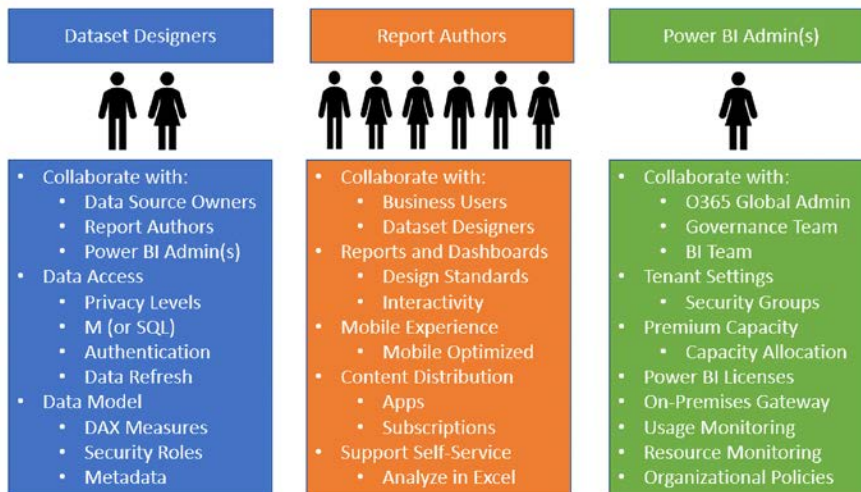 Dataset Designers
Report Authors
Power BI Admin(s)
• Collaborate with:
• Data Source Owners
• Report Authors
• Power BI Admin(s)
• Data Access
• Privacy Levels
• M (or SQL)
• Authentication
• Data Refresh
• Data Model
• DAX Measures
• Security Roles
• Metadata
• Collaborate with:
• Business Users
• Dataset Designers
• Reports and Dashboards
• Design Standards
• Interactivity
• Mobile Experience
• Mobile Optimized
• Content Distribution
• Apps
• Subscriptions
• Support Self-Service
• Analyze in Excel
• Collaborate with:
• O365 Global Admin
• Governance Team
• BI Team
• Tenant Settings
• Security Groups
• Premium Capacity
• Capacity Allocation
• Power BI Licenses
• On-Premises Gateway
• Usage Monitoring
• Resource Monitoring
• Organizational Policies